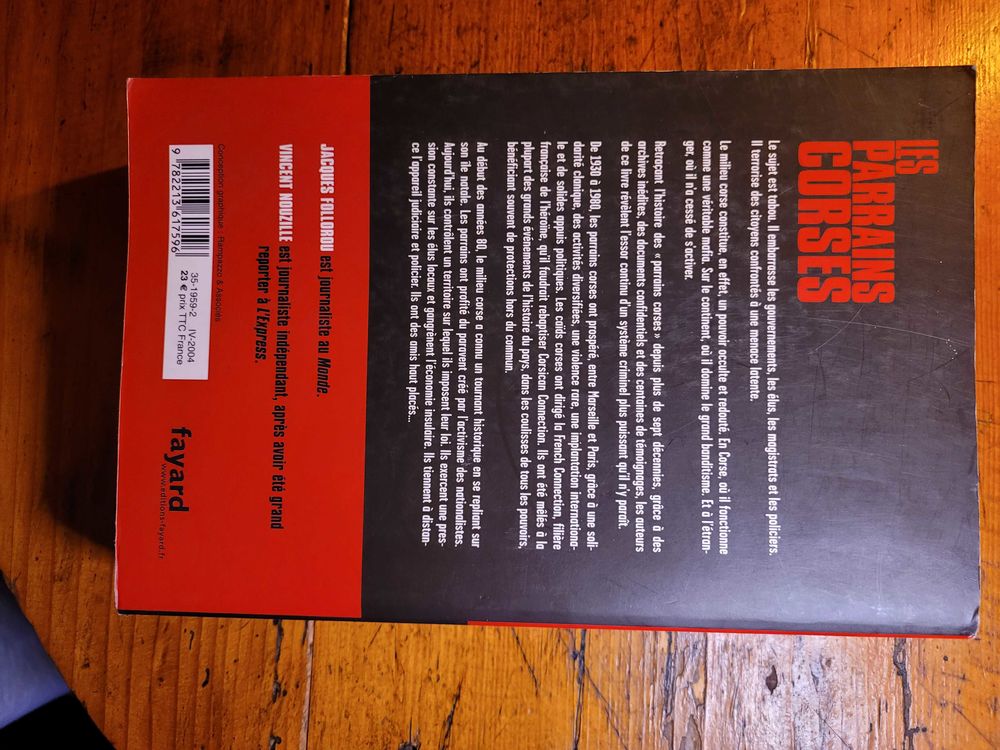 LES
PARRAINS
CORSES
Le sujet est tabou. Il embarrasse les gouvernements, les élus, les magistrats et les policiers.
Il terrorise des citoyens confrontés à une menace latente.
Le milieu corse constitue, en effet, un pouvoir occulte et redouté. En Corse, où il fonctionne
comme une véritable mafia. Sur le continent, où il domine le grand banditisme. Et à l'étran-
ger, où il n'a cessé de s'activer.
Retraçant l'histoire des « parrains corses » depuis plus de sept décennies, grâce à des
archives inédites, des documents confidentiels et des centaines de témoignages, les auteurs
de ce livre révèlent l'essor continu d'un système criminel plus puissant qu'il n'y paraît.
De 1930 à 1980, les parrains corses ont prospéré, entre Marseille et Paris, grâce à une soli-
darité clanique, des activités diversifiées, une violence rare, une implantation internationa-
le et de solides appuis politiques. Les caïds corses ont dirigé la French Connection, filière
française de l'héroïne, qu'il faudrait rebaptiser Corsican Connection. Ils ont été mêlés à la
plupart des grands événements de l'histoire du pays, dans les coulisses de tous les pouvoirs,
bénéficiant souvent de protections hors du commun.
Au début des années 80, le milieu corse a connu un tournant historique en se repliant sur
son île natale. Les parrains ont profité du paravent créé par l'activisme des nationalistes.
Aujourd'hui, ils contrôlent un territoire sur lequel ils imposent leur loi. Ils exercent une pres-
sion constante sur les élus locaux et gangrènent l'économie insulaire. Ils tiennent à distan-
ce l'appareil judiciaire et policier. Ils ont des amis haut placés...
JACQUES FOLLOROU est journaliste au Monde.
VINCENT NOUZILLE est journaliste indépendant, après avoir été grand
reporter à L'Express.
Conception graphique : Rampazzo & Associés
9 782213 617596
35-1959-2 IV-2004
23 € prix TTC France
fayard
www.editions-fayard.fr